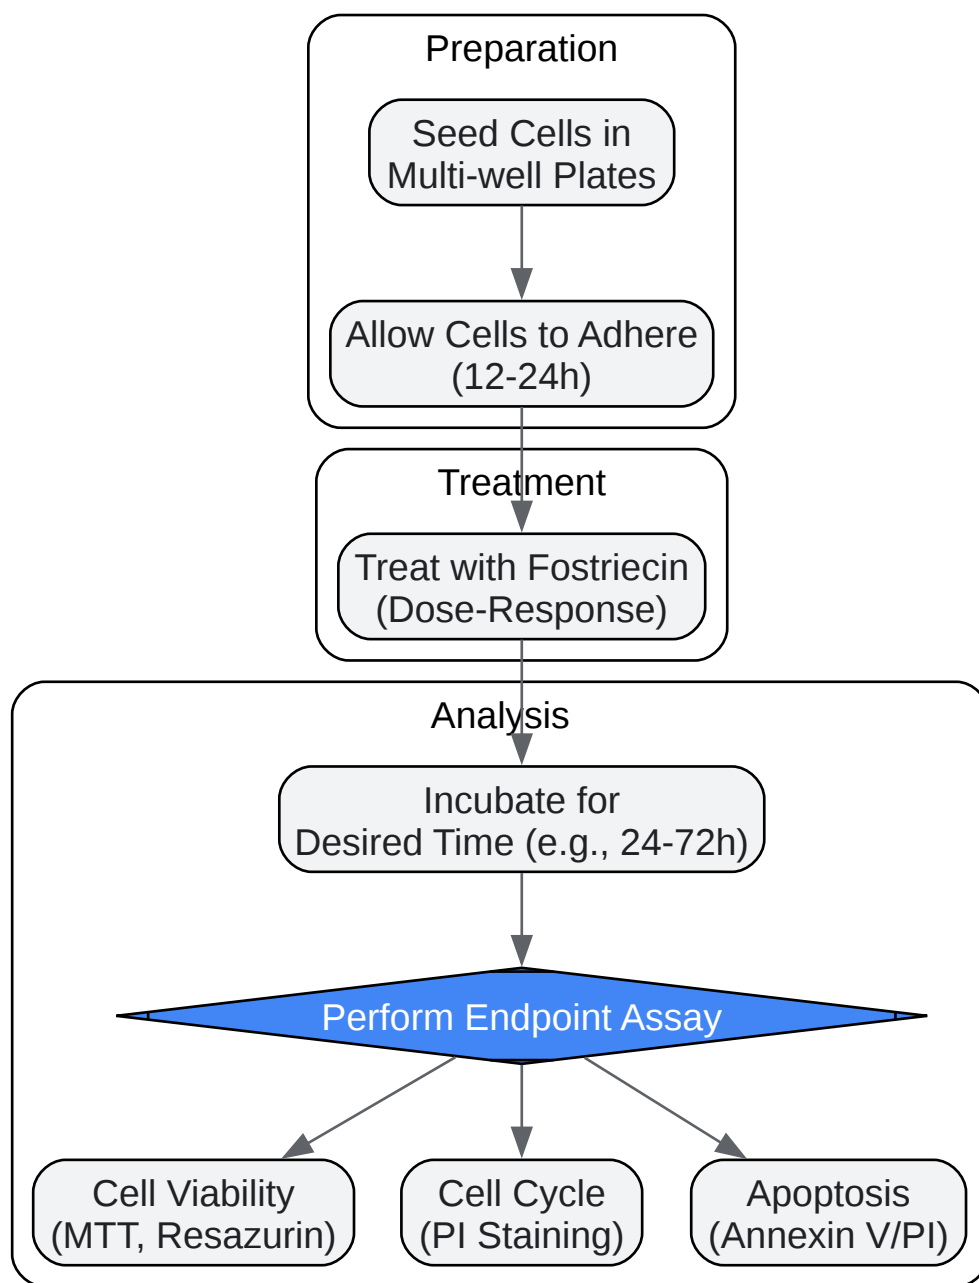 Preparation
Seed Cells in
Multi-well Plates
Allow Cells to Adhere
(12-24h)
Treatment
Treat with Fostriecin
(Dose-Response)
Analysis
Incubate for
Desired Time (e.g., 24-72h)
Perform Endpoint Assay
Cell Viability
(MTT, Resazurin)
Cell Cycle
(PI Staining)
Apoptosis
(Annexin V/PI)